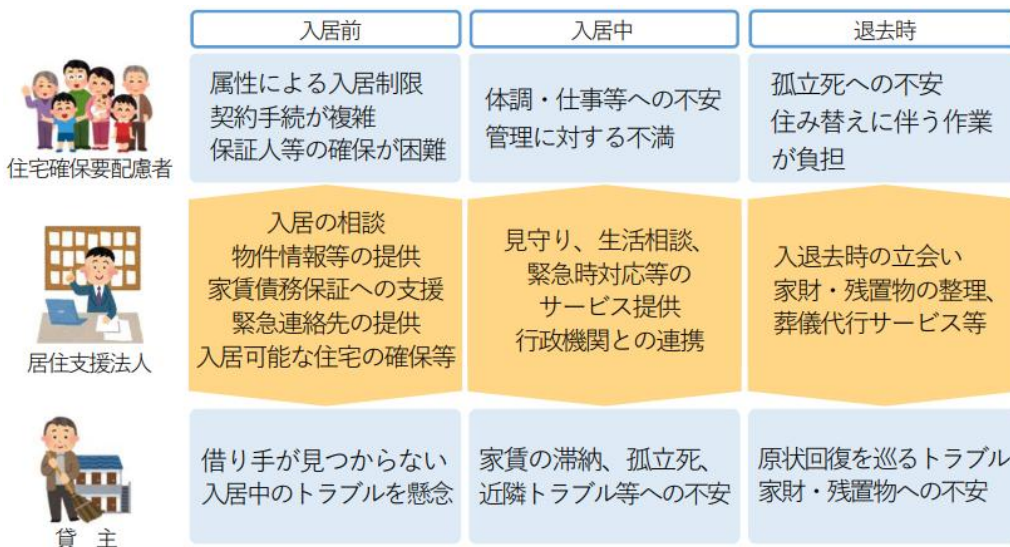 入居前
入居中
退去時
住宅確保要配慮者
属性による入居制限
契約手続が複雑
保証人等の確保が困難
体調・仕事等への不安
管理に対する不満
孤立死への不安
住み替えに伴う作業
が負担
居住支援法人
入居の相談
物件情報等の提供
家賃債務保証への支援
緊急連絡先の提供
入居可能な住宅の確保等
見守り、生活相談、
緊急時対応等の
サービス提供
行政機関との連携
入退去時の立会い
家財・残置物の整理、
葬儀代行サービス等
貸 主
借り手が見つからない
入居中のトラブルを懸念
家賃の滞納、孤立死、
近隣トラブル等への不安
原状回復を巡るトラブル
家財・残置物への不安